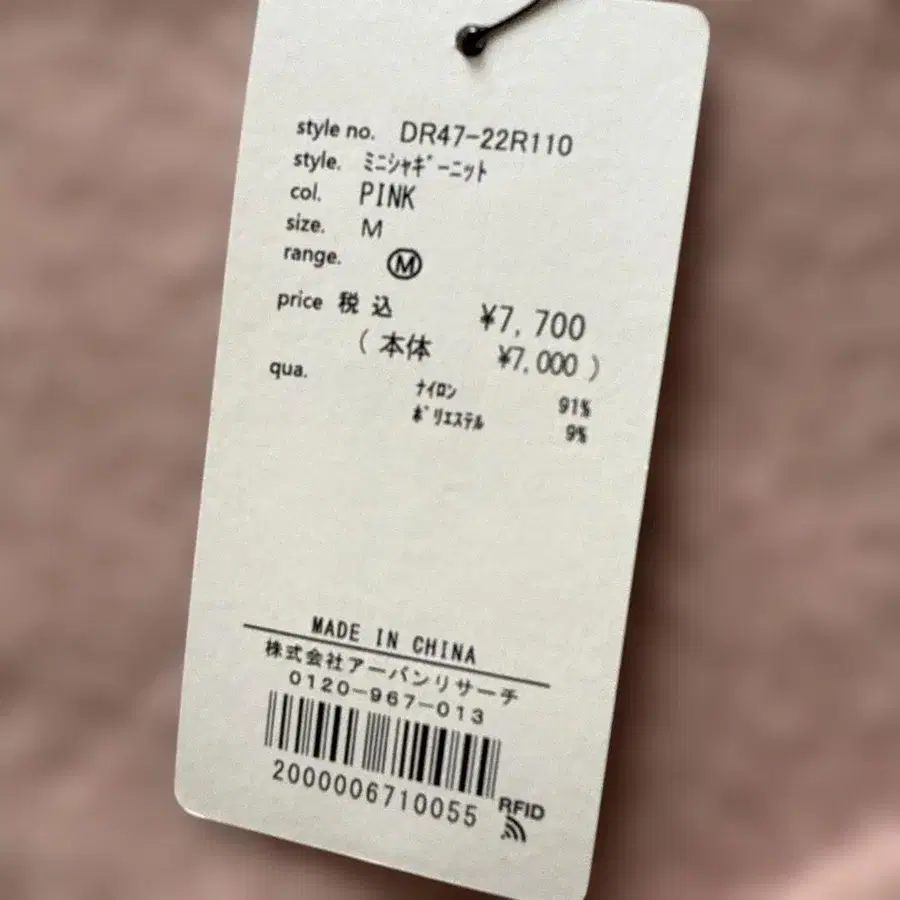 style no. DR47-22R110
style. ﾐﾆｼｬｷﾞｰﾆｯﾄ
col. PINK
size. M
range. Ⓜ
price 税込 ¥7,700
(本体 ¥7,000)
qua.
ﾅｲﾛﾝ 91%
ﾎﾟﾘｴｽﾃﾙ 9%
MADE IN CHINA
株式会社アーバンリサーチ
0120-967-013
2000006710055
RFID